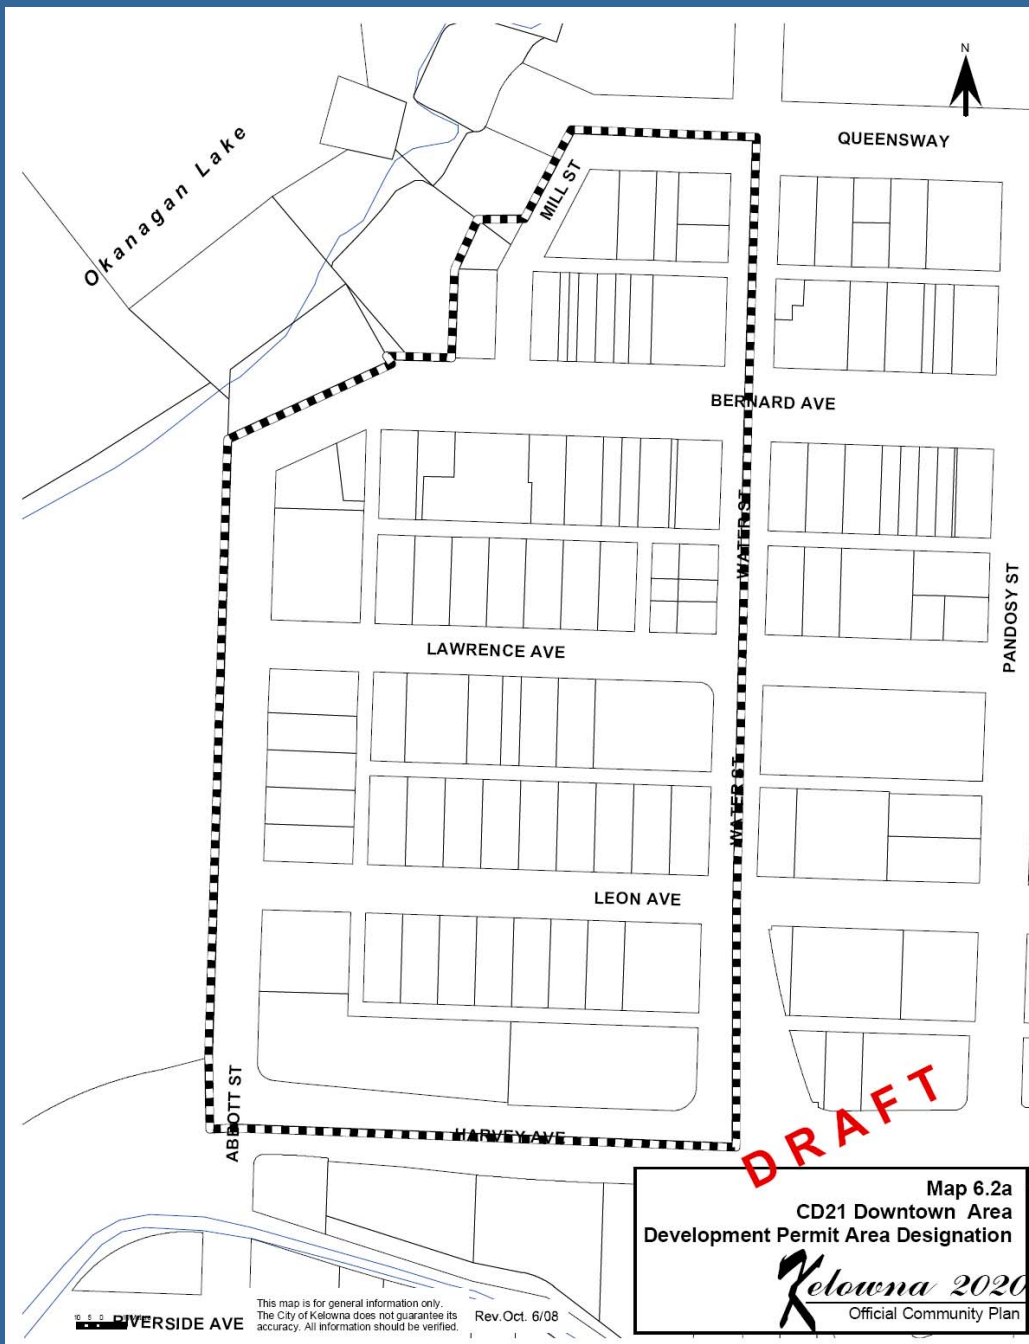 N
QUEENSWAY
Okanagan Lake
MILL ST
BERNARD AVE
WATER ST
PANDOSY ST
LAWRENCE AVE
WATER ST
LEON AVE
ABBOTT ST
HARVEY AVE
DRAFT
Map 6.2a
CD21 Downtown Area
Development Permit Area Designation
Kelowna 2020
Official Community Plan
RIVERSIDE AVE
This map is for general information only.
The City of Kelowna does not guarantee its
accuracy. All information should be verified.
Rev.Oct. 6/08